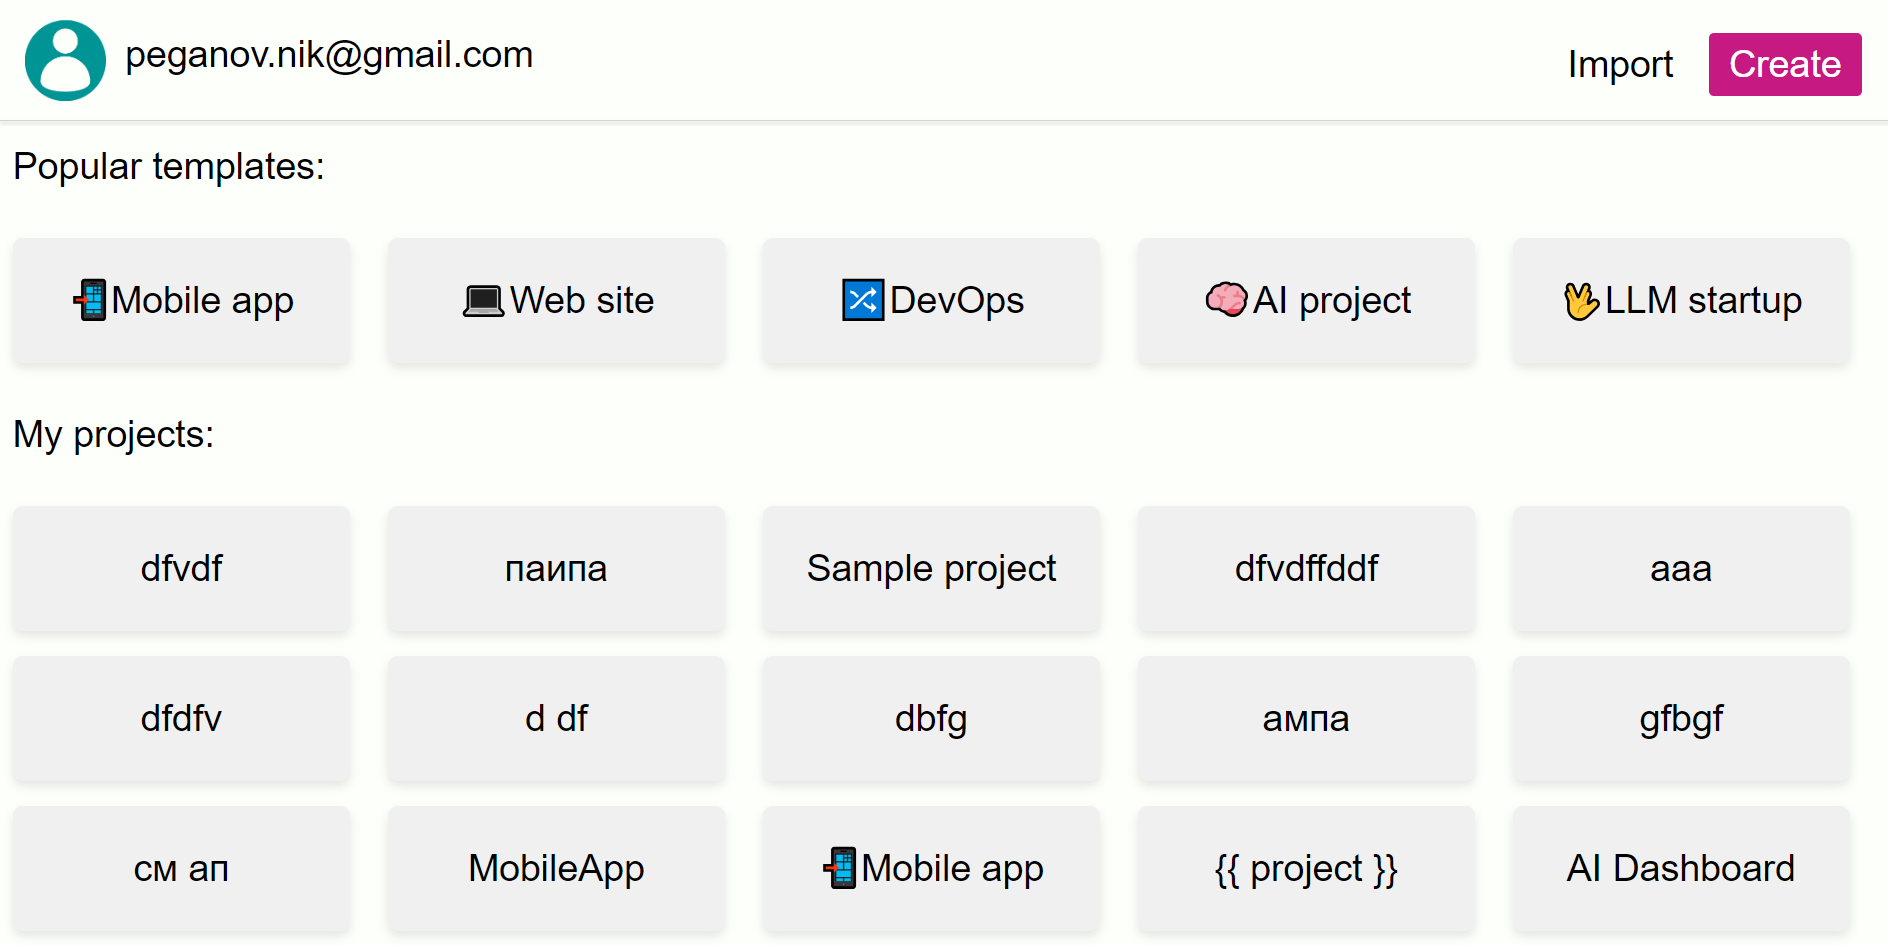 peganov.nik@gmail.com
Import
Create
Popular templates:
📲Mobile app
💻Web site
🔀DevOps
🧠AI project
🖖LLM startup
My projects:
dfvdf
паипа
Sample project
dfvdffddf
aaa
dfdfv
d df
dbfg
ампа
gfbgf
см ап
MobileApp
📲Mobile app
{{ project }}
AI Dashboard